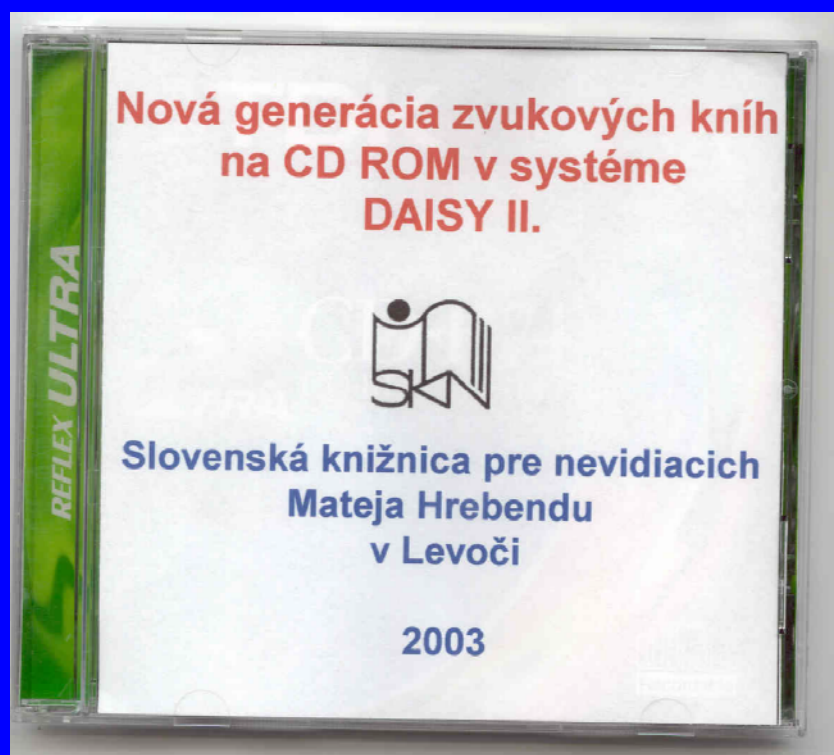 Nová generácia zvukových kníh
na CD ROM v systéme
DAISY II.
SKN
Slovenská knižnica pre nevidiacich
Mateja Hrebendu
v Levoči
2003
REFLEX ULTRA